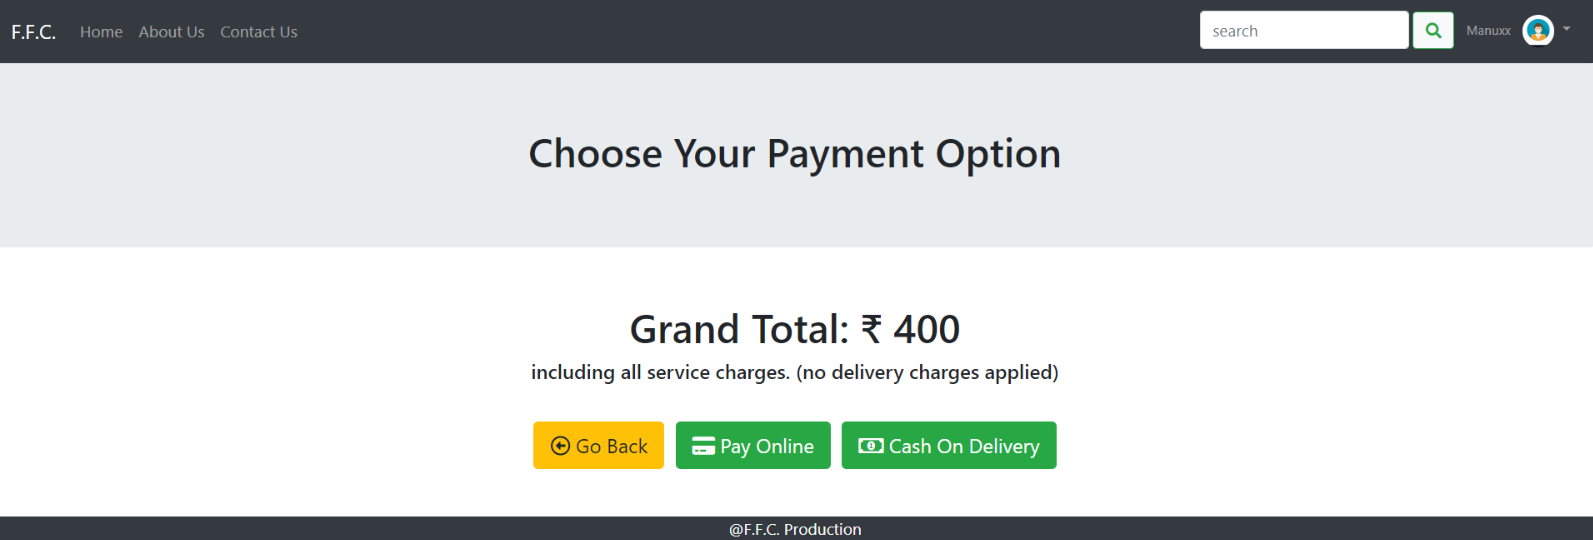 F.F.C. Home About Us Contact Us search Manuxx
Choose Your Payment Option
Grand Total: ₹ 400
including all service charges. (no delivery charges applied)
Go Back Pay Online Cash On Delivery
@F.F.C. Production